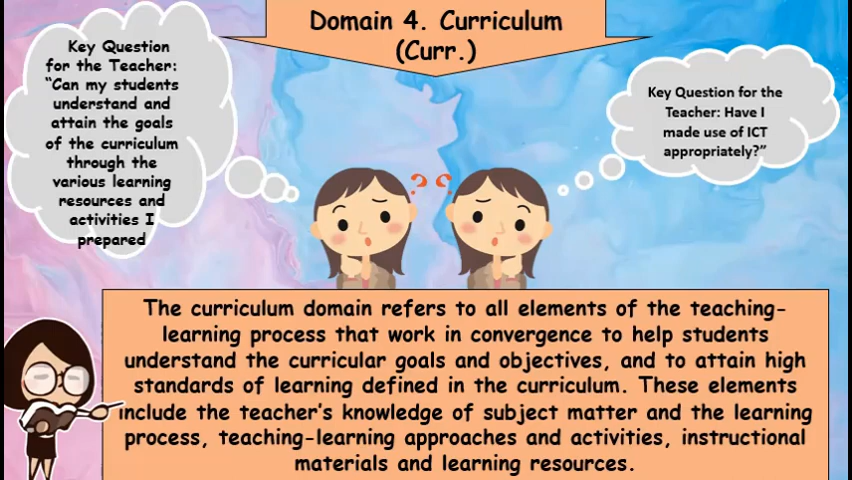 Domain 4. Curriculum
(Curr.)
Key Question
for the Teacher:
“Can my students
understand and
attain the goals
of the curriculum
through the
various learning
resources and
activities I
prepared
Key Question for the
Teacher: Have I
made use of ICT
appropriately?”
? ?
The curriculum domain refers to all elements of the teaching-
learning process that work in convergence to help students
understand the curricular goals and objectives, and to attain high
standards of learning defined in the curriculum. These elements
include the teacher’s knowledge of subject matter and the learning
process, teaching-learning approaches and activities, instructional
materials and learning resources.